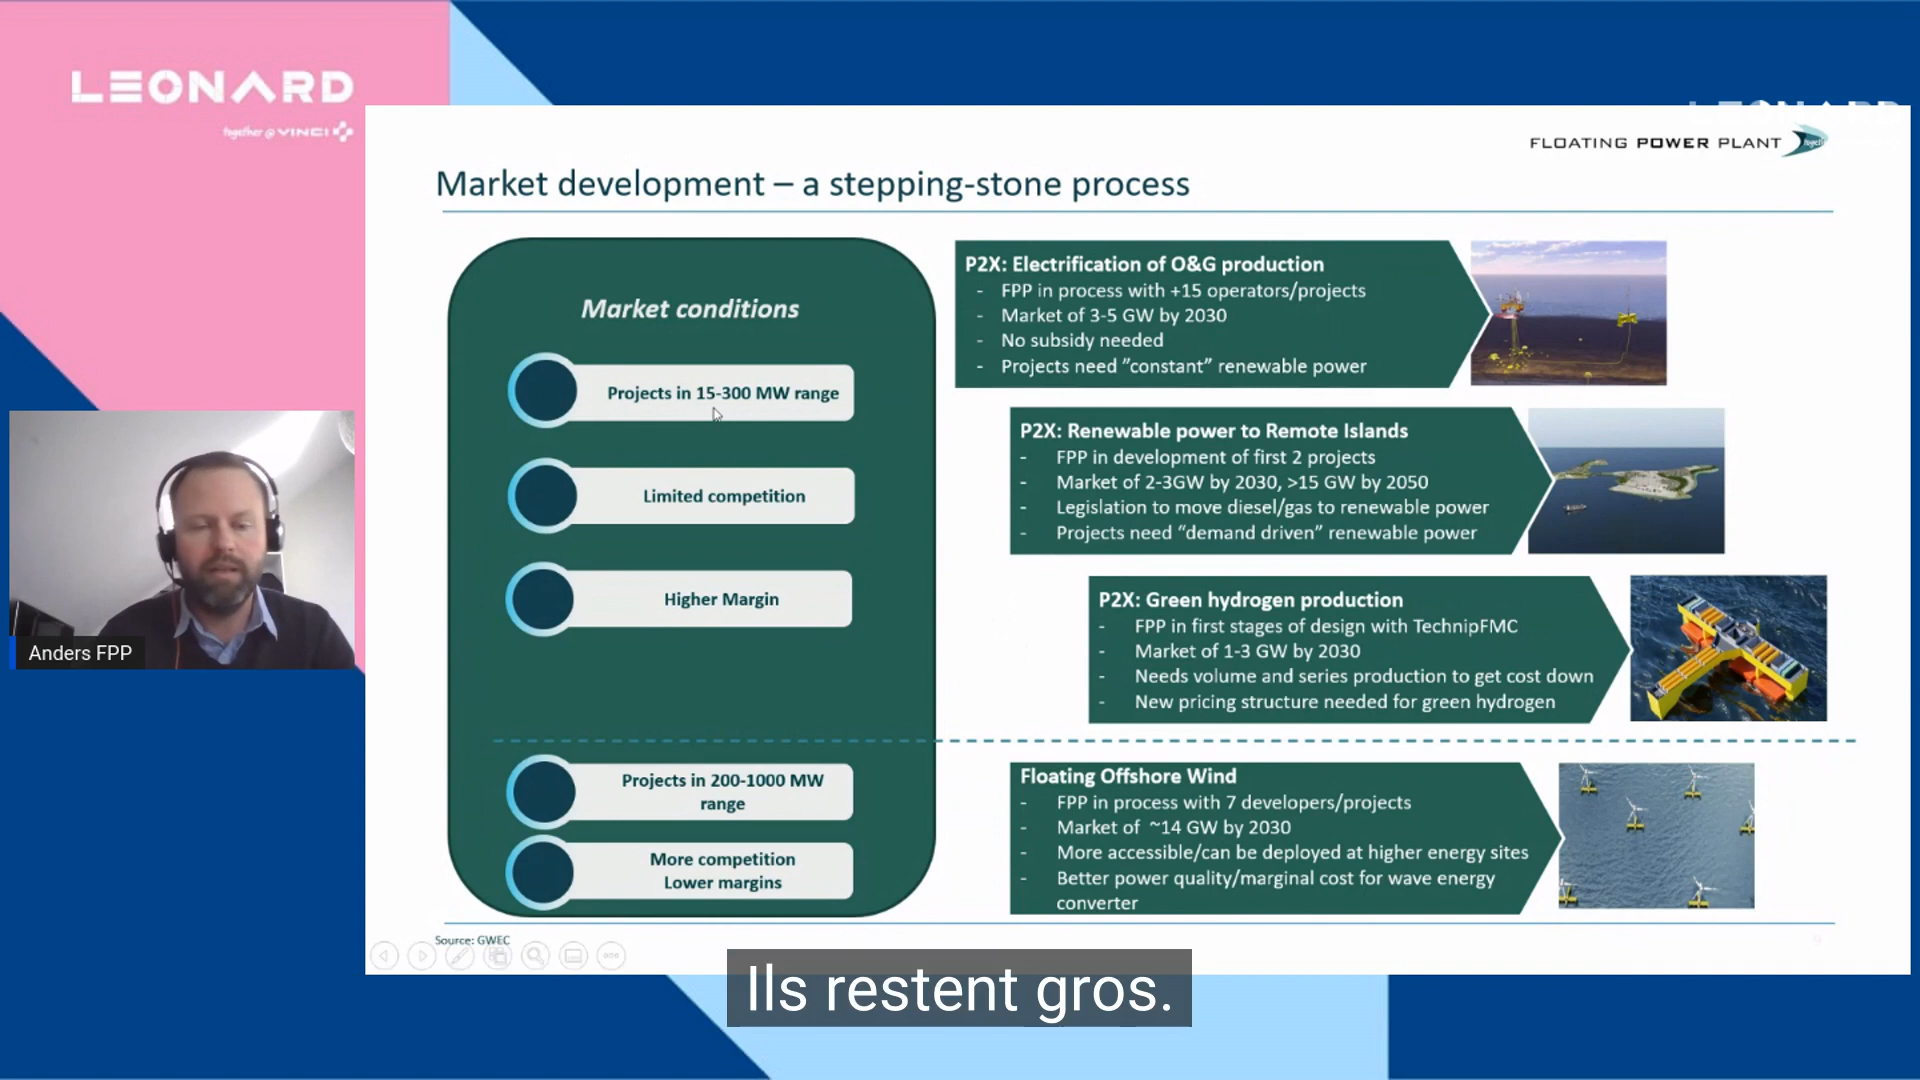 LEONARD
together @ VINCI
LEONARD
FLOATING POWER PLANT
Market development – a stepping-stone process
Market conditions
Projects in 15-300 MW range
Limited competition
Higher Margin
Projects in 200-1000 MW
range
More competition
Lower margins
P2X: Electrification of O&G production
- FPP in process with +15 operators/projects
- Market of 3-5 GW by 2030
- No subsidy needed
- Projects need ”constant” renewable power
P2X: Renewable power to Remote Islands
- FPP in development of first 2 projects
- Market of 2-3GW by 2030, >15 GW by 2050
- Legislation to move diesel/gas to renewable power
- Projects need “demand driven” renewable power
P2X: Green hydrogen production
- FPP in first stages of design with TechnipFMC
- Market of 1-3 GW by 2030
- Needs volume and series production to get cost down
- New pricing structure needed for green hydrogen
Floating Offshore Wind
- FPP in process with 7 developers/projects
- Market of ~14 GW by 2030
- More accessible/can be deployed at higher energy sites
- Better power quality/marginal cost for wave energy
converter
Source: GWEC
Anders FPP
Ils restent gros.